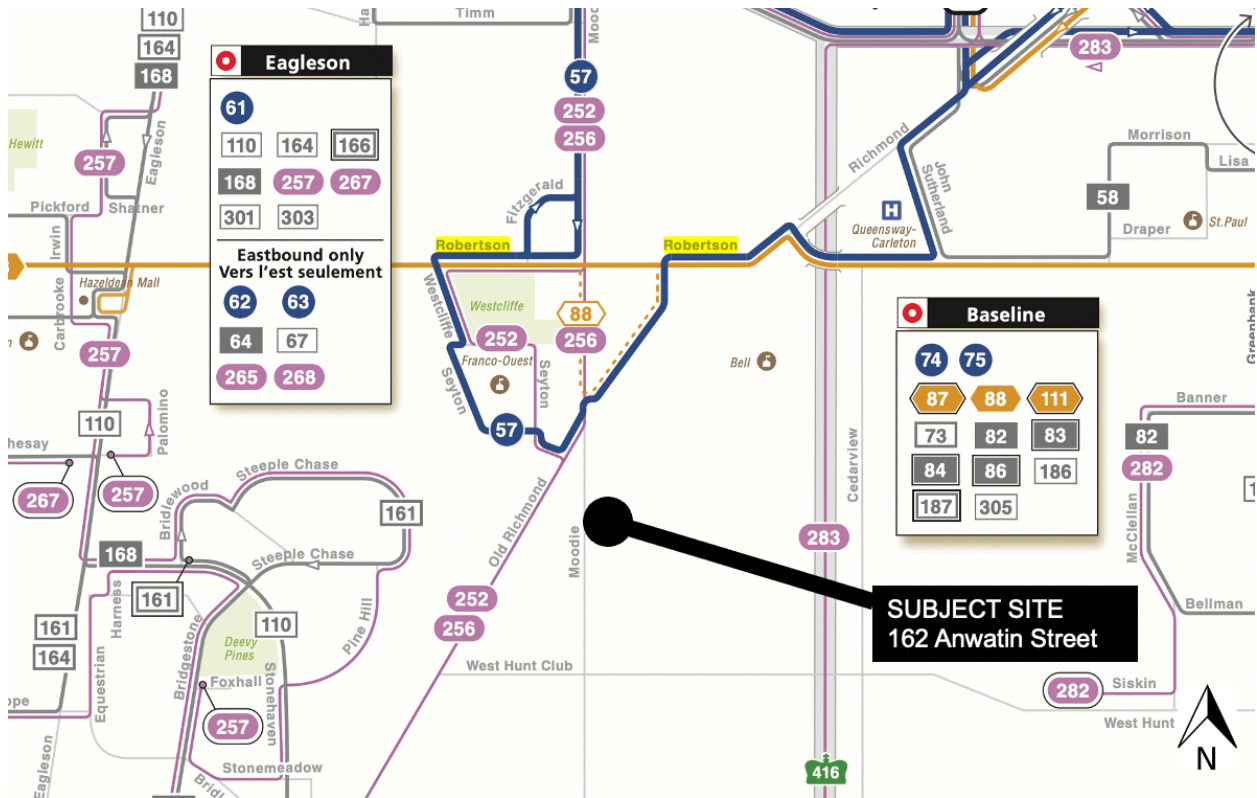 Timm
Mood
110
164
168
Eagleson
57
252
256
283
61
110
164
166
168
257
267
301
303
Eastbound only
Vers l'est seulement
62
63
64
67
265
268
Hewitt
257
Eagleson
Pickford
Shatner
Irwin
Carbrooke
Hazeldean Mall
257
Fitzgerald
Robertson
Robertson
Richmond
John
Sutherland
H
Queensway-
Carleton
Morrison
Lisa
58
Draper
St.Paul
Westcliffe
Westcliffe
88
256
252
Franco-Ouest
Seyton
Seyton
57
Bell
Cedarview
Greenbank
Baseline
74
75
87
88
111
73
82
83
84
86
186
187
305
Banner
82
282
McClellan
Bellman
110
Palomino
hesay
267
257
Steeple Chase
Bridlewood
161
Steeple Chase
168
161
Harness
110
161
164
Equestrian
Bridgestone
Deevy
Pines
Pine Hill
Foxhall
Stonehaven
257
ope
Eagleson
Stonemeadow
Bridl
Old Richmond
Moodie
252
256
283
SUBJECT SITE
162 Anwatin Street
West Hunt Club
282
Siskin
West Hunt
416
N